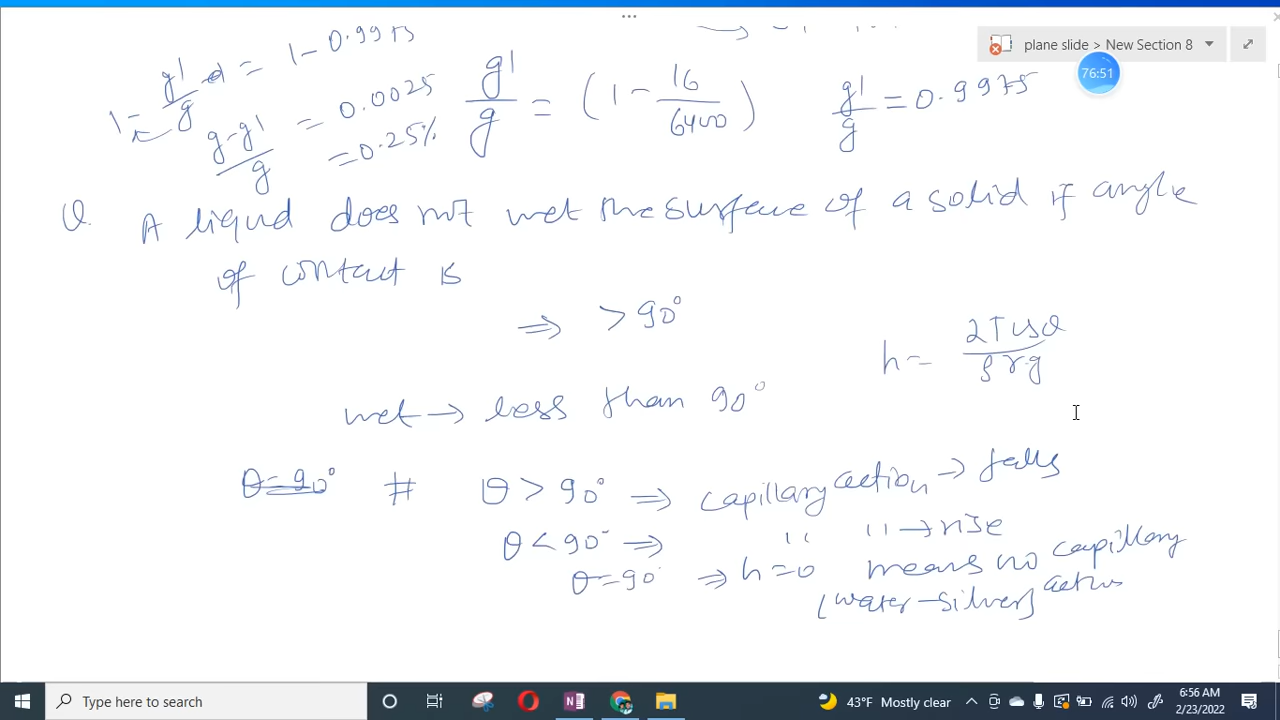 plane slide > New Section 8
76:51
1 - g'/g = 1 - 0.9975
g-g'/g = 0.0025
= 0.25%
g'/g = (1 - 16/6400)
g'/g = 0.9975
Q. A liquid does not wet the surface of a solid if angle
of contact is
⇒ > 90°
h = 2T cosθ / ρ r g
wet → less than 90°
θ = 90° # θ > 90° ⇒ capillary action → falls
θ < 90° ⇒ " " → rise
θ = 90° ⇒ h = 0 means no capillary
[water-silver] action
Type here to search
43°F Mostly clear
6:56 AM
2/23/2022